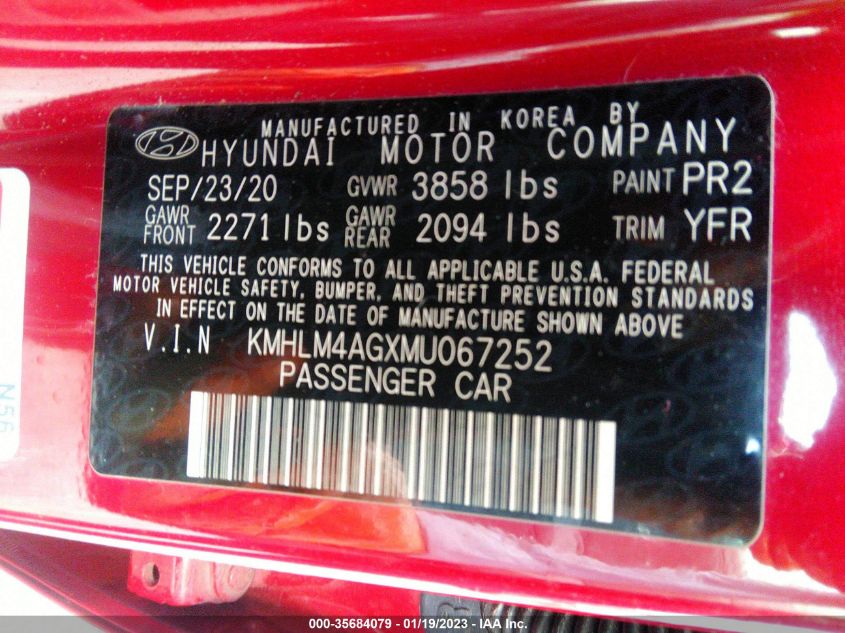 MANUFACTURED IN KOREA BY
HYUNDAI MOTOR COMPANY
SEP/23/20 GVWR 3858 lbs PAINT PR2
GAWR FRONT 2271 lbs GAWR REAR 2094 lbs TRIM YFR
THIS VEHICLE CONFORMS TO ALL APPLICABLE U.S.A. FEDERAL
MOTOR VEHICLE SAFETY, BUMPER, AND THEFT PREVENTION STANDARDS
IN EFFECT ON THE DATE OF MANUFACTURE SHOWN ABOVE
V.I.N KMHLM4AGXMU067252
PASSENGER CAR
N56
000-35684079 - 01/19/2023 - IAA Inc.